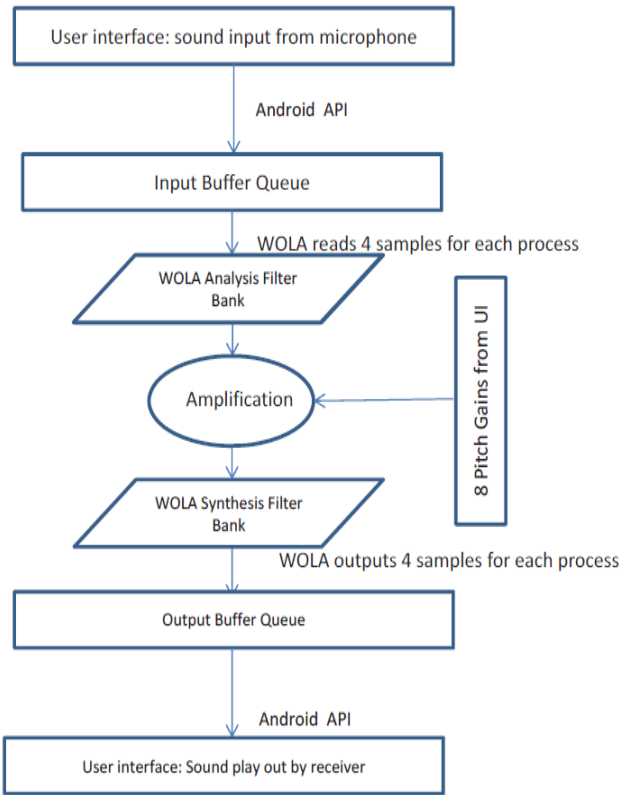 User interface: sound input from microphone
Android API
Input Buffer Queue
WOLA reads 4 samples for each process
WOLA Analysis Filter
Bank
Amplification
8 Pitch Gains from UI
WOLA Synthesis Filter
Bank
WOLA outputs 4 samples for each process
Output Buffer Queue
Android API
User interface: Sound play out by receiver